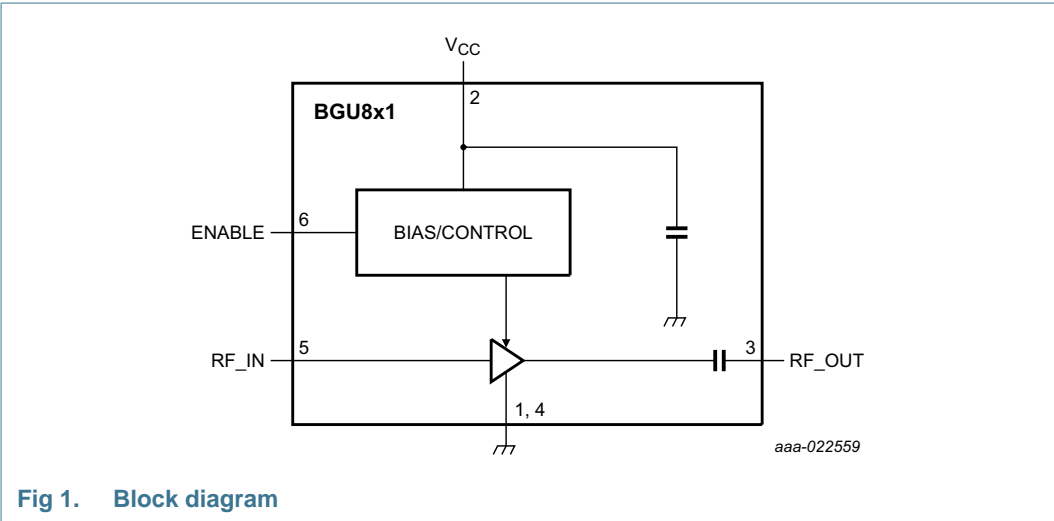 VCC
2
BGU8x1
6
ENABLE
BIAS/CONTROL
5
RF_IN
3
RF_OUT
1, 4
aaa-022559
Fig 1. Block diagram